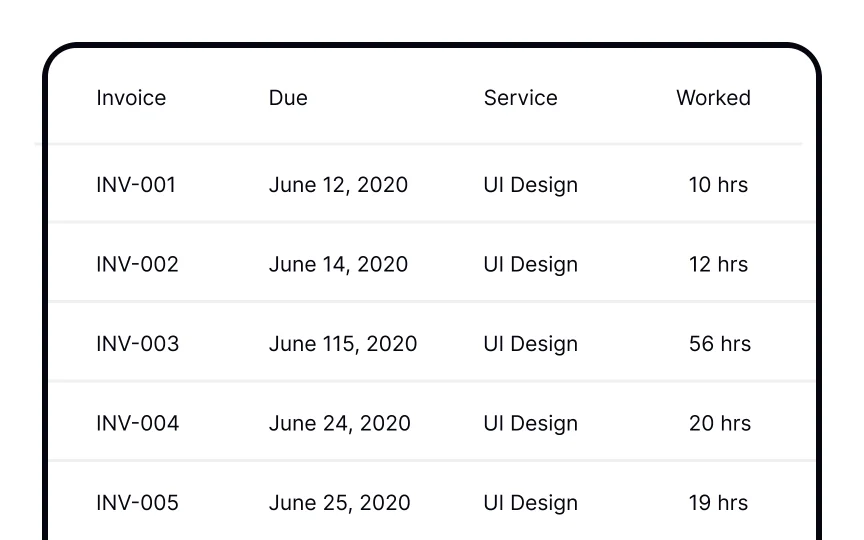 Invoice Due Service Worked
INV-001 June 12, 2020 UI Design 10 hrs
INV-002 June 14, 2020 UI Design 12 hrs
INV-003 June 115, 2020 UI Design 56 hrs
INV-004 June 24, 2020 UI Design 20 hrs
INV-005 June 25, 2020 UI Design 19 hrs